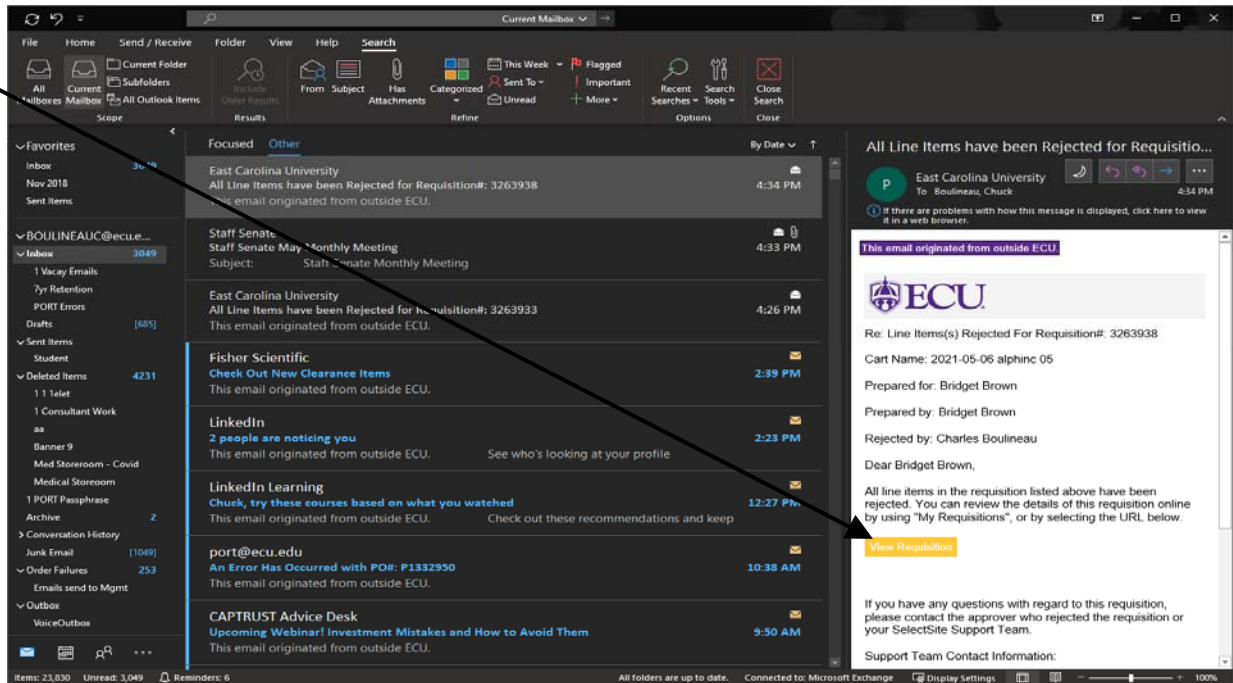 Current Mailbox
File Home Send / Receive Folder View Help Search
All Mailboxes
Current Mailbox
Current Folder
Subfolders
All Outlook Items
Scope
Include Older Results
Results
From
Subject
Has Attachments
Categorized
This Week
Sent To
Unread
Flagged
Important
More
Refine
Recent Searches
Search Tools
Options
Close Search
Close
Favorites
Inbox 3049
Nov 2018
Sent Items
BOULINEAUC@ecu.e...
Inbox 3049
1 Vacay Emails
7yr Retention
PORT Errors
Drafts [685]
Sent Items
Student
Deleted Items 4231
1 1 1elet
1 Consultant Work
aa
Banner 9
Med Storeroom - Covid
Medical Storeoom
1 PORT Passphrase
Archive 2
Conversation History
Junk Email [1049]
Order Failures 253
Emails send to Mgmt
Outbox
VoiceOutbox
Focused Other By Date
East Carolina University
All Line Items have been Rejected for Requisition#: 3263938 4:34 PM
This email originated from outside ECU.
Staff Senate
Staff Senate May Monthly Meeting 4:33 PM
Subject: Staff Senate Monthly Meeting
East Carolina University
All Line Items have been Rejected for Requisition#: 3263933 4:26 PM
This email originated from outside ECU.
Fisher Scientific
Check Out New Clearance Items 2:39 PM
This email originated from outside ECU.
LinkedIn
2 people are noticing you 2:23 PM
This email originated from outside ECU. See who's looking at your profile
LinkedIn Learning
Chuck, try these courses based on what you watched 12:27 PM
This email originated from outside ECU. Check out these recommendations and keep
port@ecu.edu
An Error Has Occurred with PO#: P1332950 10:38 AM
This email originated from outside ECU.
CAPTRUST Advice Desk
Upcoming Webinar! Investment Mistakes and How to Avoid Them 9:50 AM
This email originated from outside ECU.
All Line Items have been Rejected for Requisitio...
P
East Carolina University
To Boulineau, Chuck 4:34 PM
If there are problems with how this message is displayed, click here to view
it in a web browser.
This email originated from outside ECU.
ECU
Re: Line Items(s) Rejected For Requisition#: 3263938
Cart Name: 2021-05-06 alphinc 05
Prepared for: Bridget Brown
Prepared by: Bridget Brown
Rejected by: Charles Boulineau
Dear Bridget Brown,
All line items in the requisition listed above have been
rejected. You can review the details of this requisition online
by using "My Requisitions", or by selecting the URL below.
View Requisition
If you have any questions with regard to this requisition,
please contact the approver who rejected the requisition or
your SelectSite Support Team.
Support Team Contact Information:
Items: 23,830 Unread: 3,049 Reminders: 6 All folders are up to date. Connected to: Microsoft Exchange Display Settings 100%